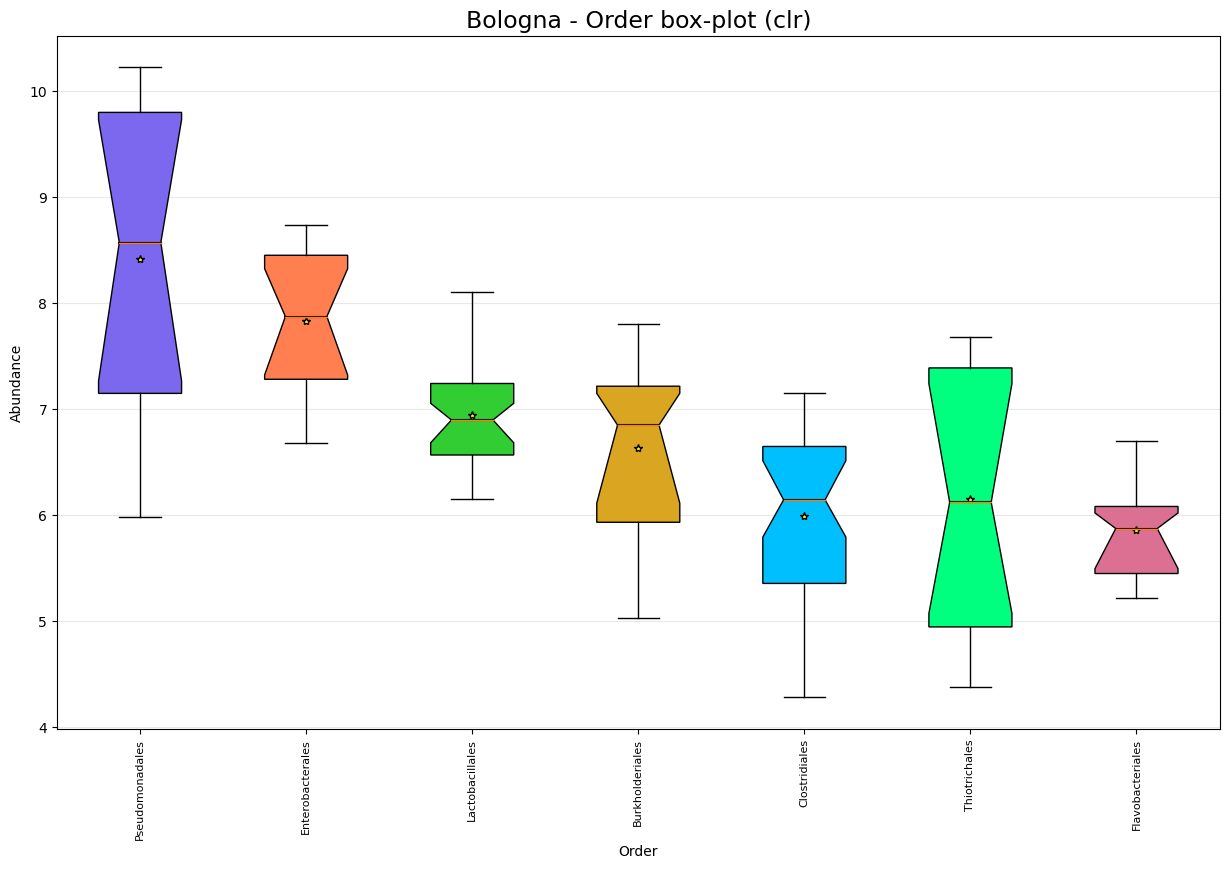 Bologna - Order box-plot (clr)
Abundance
10
9
8
7
6
5
4
Pseudomonadales
Enterobacterales
Lactobacillales
Burkholderiales
Clostridiales
Thiotrichales
Flavobacteriales
Order